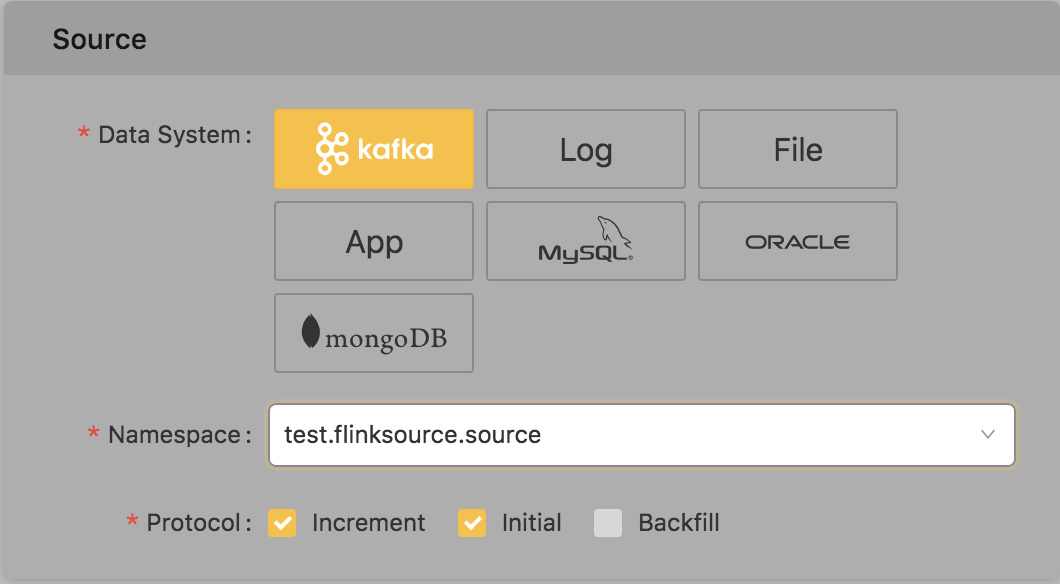 Source
* Data System: kafka Log File
App MySQL® ORACLE
mongoDB
* Namespace: test.flinksource.source
* Protocol: Increment Initial Backfill